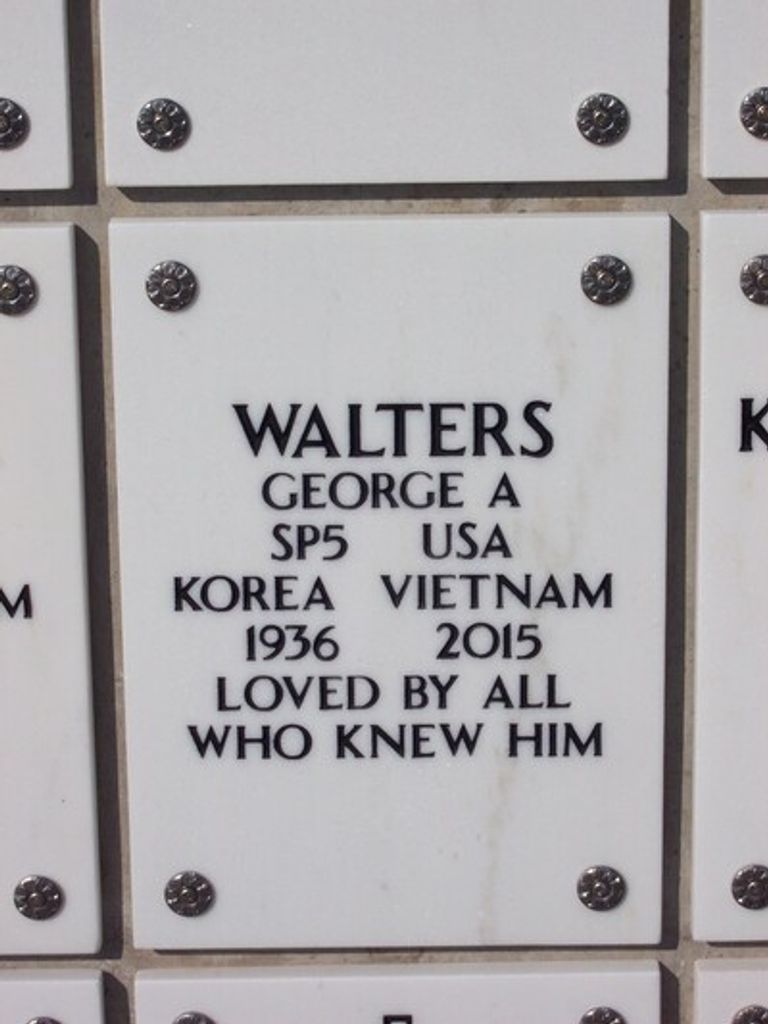 WALTERS
GEORGE A
SP5 USA
KOREA VIETNAM
1936 2015
LOVED BY ALL
WHO KNEW HIM
M
K